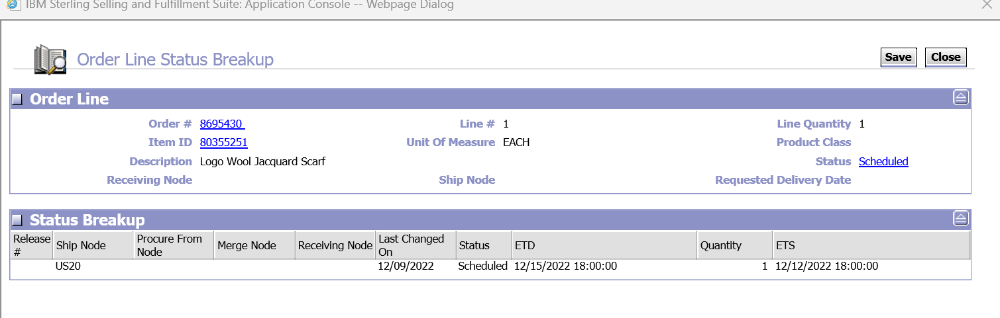 IBM Sterling Selling and Fulfillment Suite: Application Console -- Webpage Dialog
Order Line Status Breakup Save Close
Order Line
Order # 8695430 Line # 1 Line Quantity 1
Item ID 80355251 Unit Of Measure EACH Product Class
Description Logo Wool Jacquard Scarf Status Scheduled
Receiving Node Ship Node Requested Delivery Date
Status Breakup
Release # Ship Node Procure From Node Merge Node Receiving Node Last Changed On Status ETD Quantity ETS
US20 12/09/2022 Scheduled 12/15/2022 18:00:00 1 12/12/2022 18:00:00